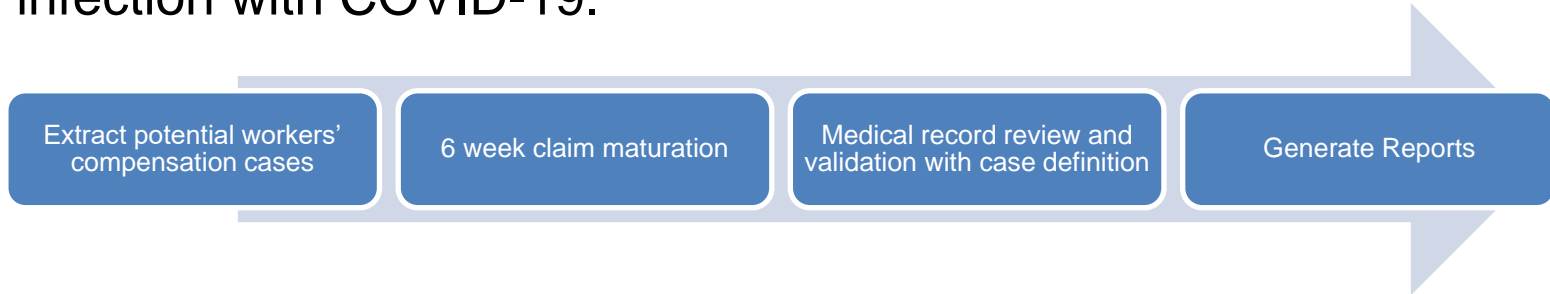 infection with COVID-19.
Extract potential workers’
compensation cases
6 week claim maturation
Medical record review and
validation with case definition
Generate Reports